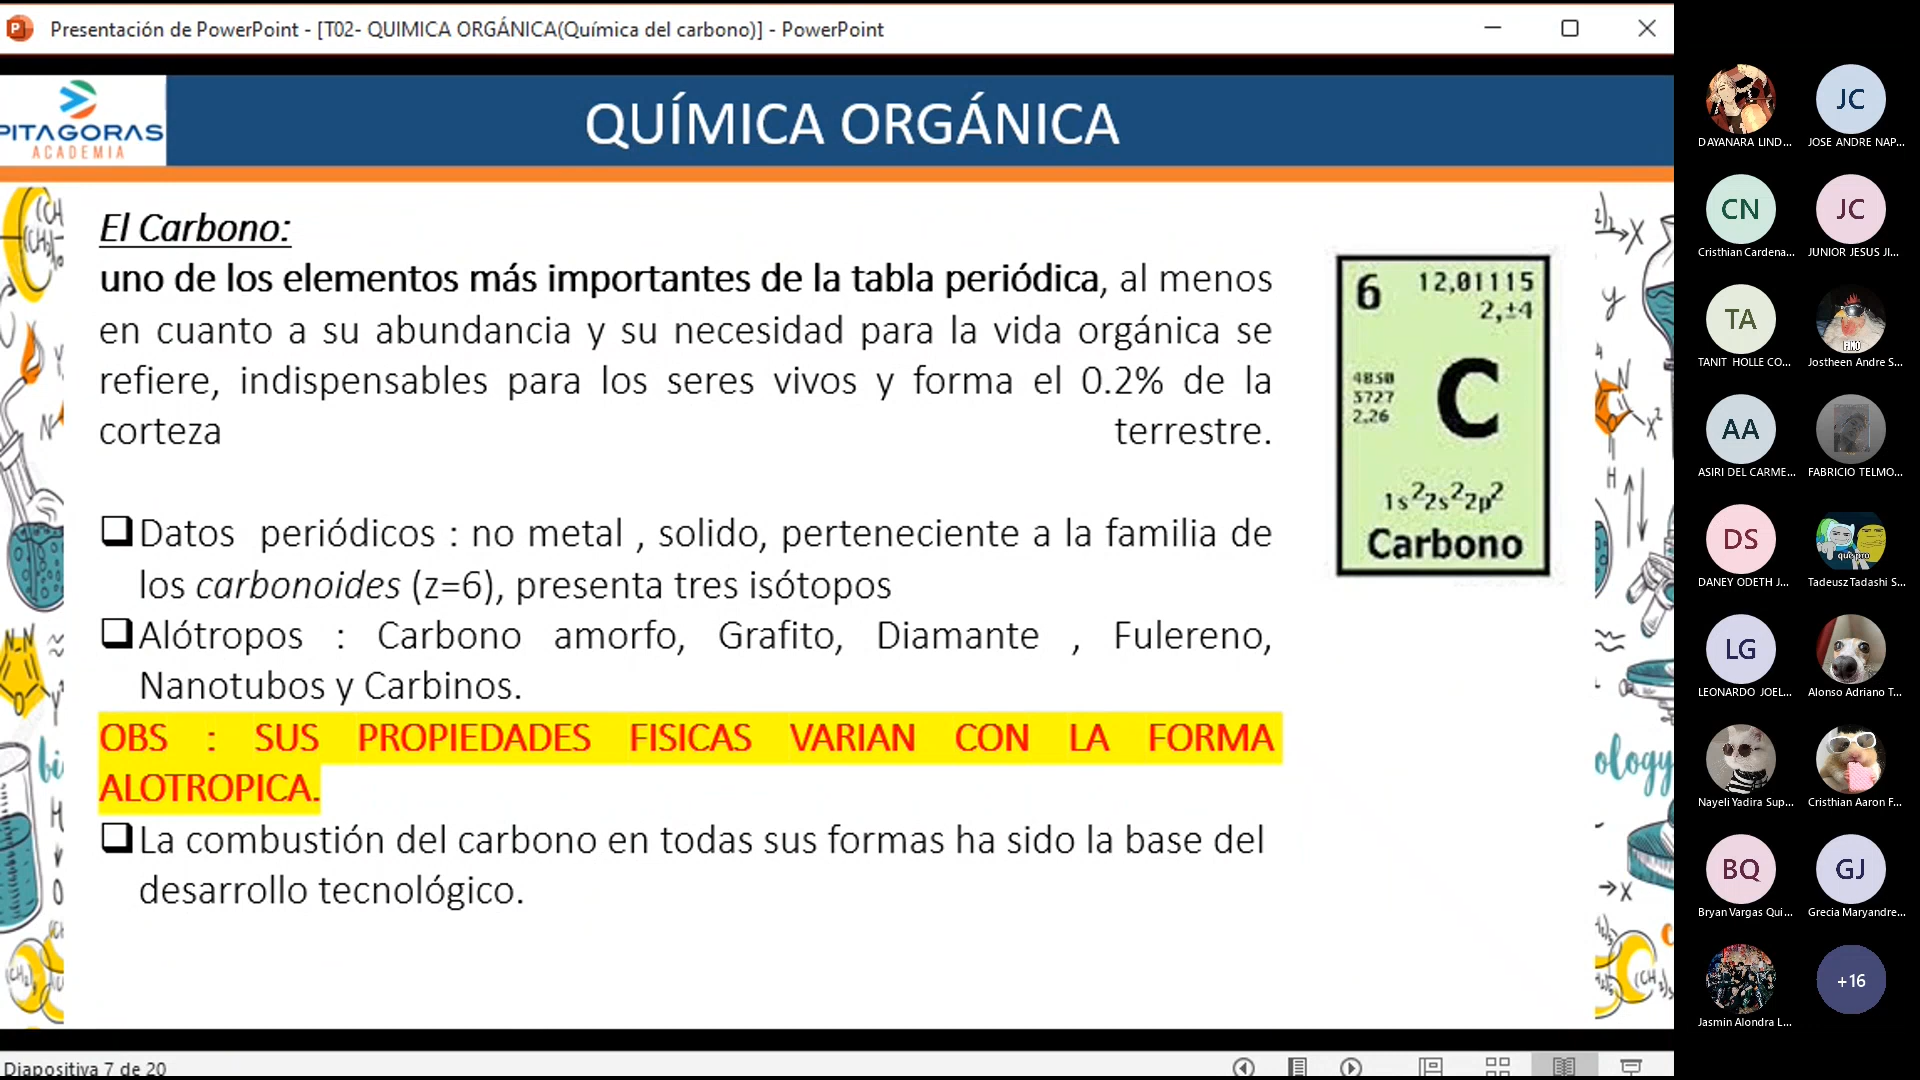 Presentación de PowerPoint - [T02- QUIMICA ORGÁNICA(Química del carbono)] - PowerPoint
PITAGORAS
ACADEMIA
QUÍMICA ORGÁNICA
El Carbono:
uno de los elementos más importantes de la tabla periódica, al menos
en cuanto a su abundancia y su necesidad para la vida orgánica se
refiere, indispensables para los seres vivos y forma el 0.2% de la
corteza terrestre.
Datos periódicos : no metal , solido, perteneciente a la familia de
los carbonoides (z=6), presenta tres isótopos
Alótropos : Carbono amorfo, Grafito, Diamante , Fulereno,
Nanotubos y Carbinos.
OBS : SUS PROPIEDADES FISICAS VARIAN CON LA FORMA
ALOTROPICA.
La combustión del carbono en todas sus formas ha sido la base del
desarrollo tecnológico.
6 12,01115
2,±4
4830
3727
2,26
C
1s²2s²2p²
Carbono
Diapositiva 7 de 20
JC
DAYANARA LIND... JOSE ANDRE NAP...
CN JC
Cristhian Cardena... JUNIOR JESUS JI...
TA
FINO
TANIT HOLLE CO... Jostheen Andre S...
AA
ASIRI DEL CARME... FABRICIO TELMO...
DS
que pro
DANEY ODETH J... Tadeusz Tadashi S...
LG
LEONARDO JOEL... Alonso Adriano T...
Nayeli Yadira Sup... Cristhian Aaron F...
BQ GJ
Bryan Vargas Qui... Grecia Maryandre...
+16
Jasmin Alondra L...